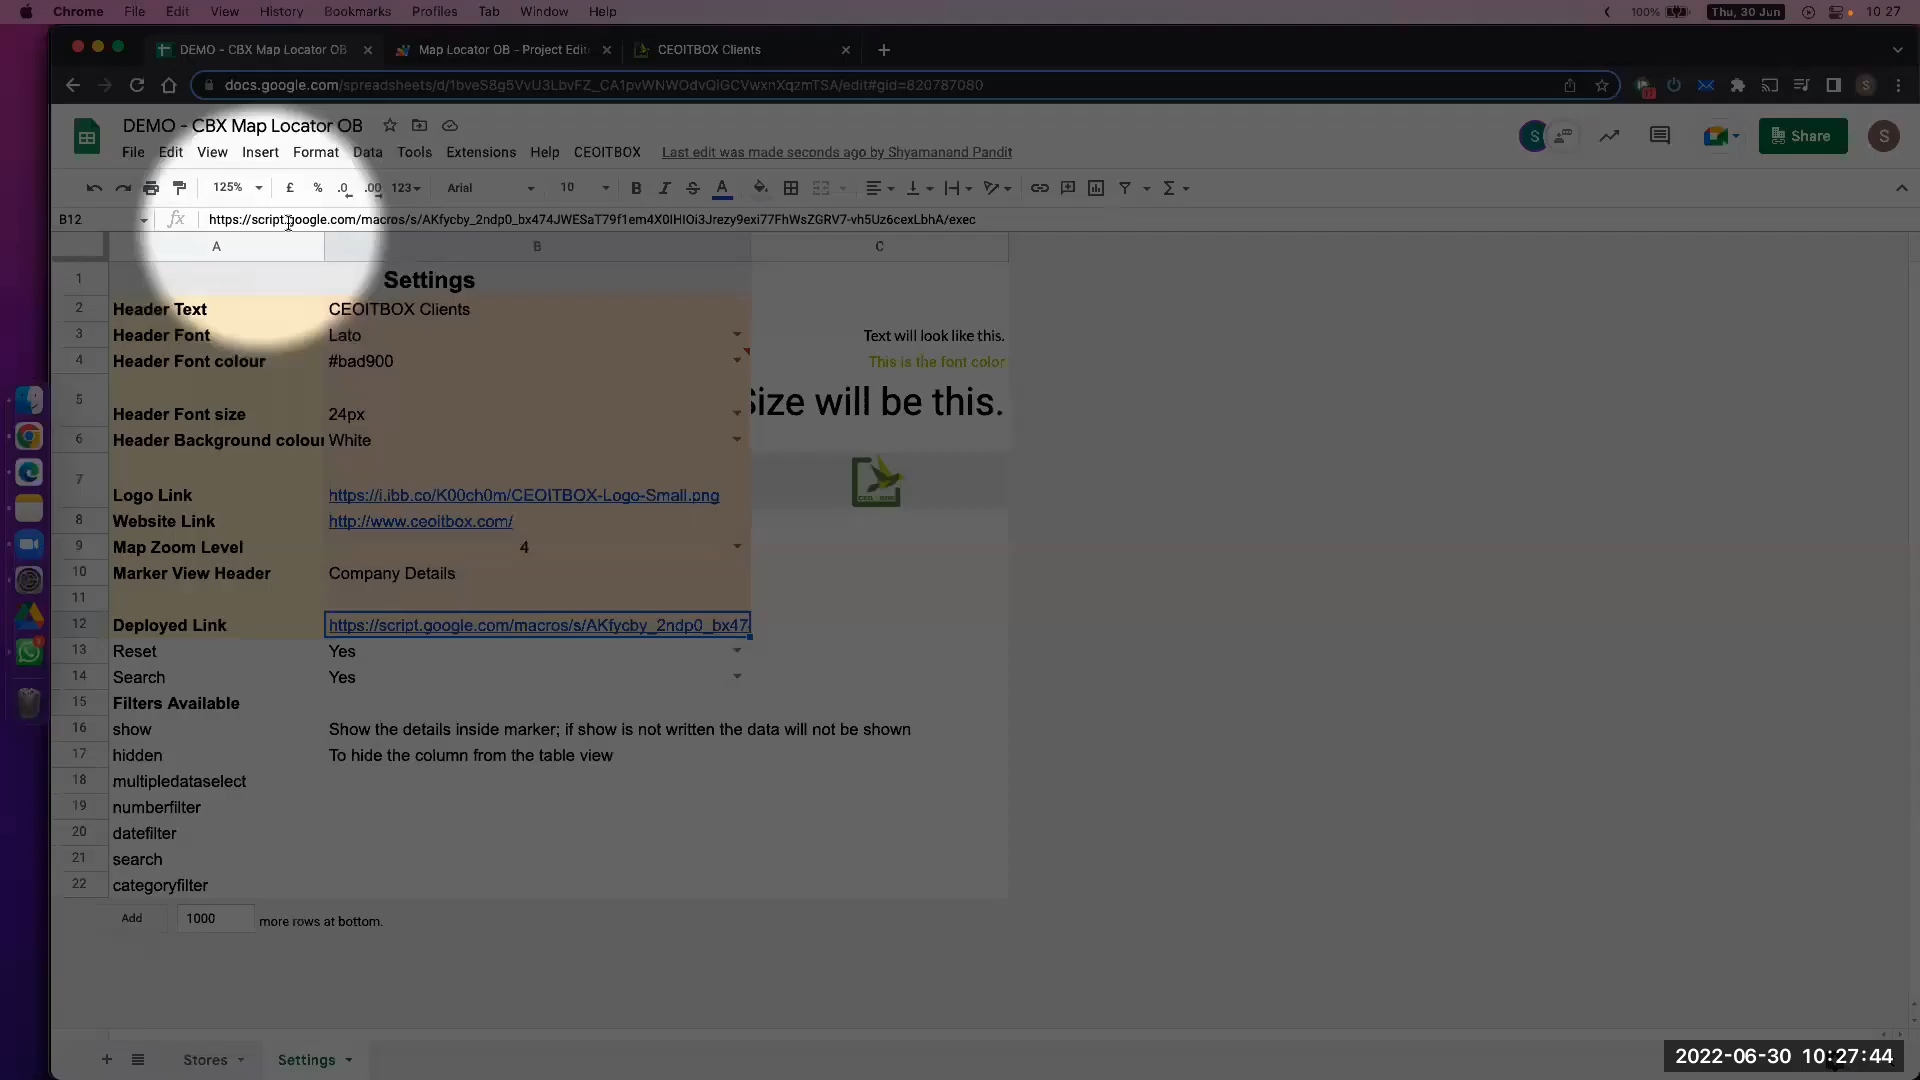 Chrome File Edit View History Bookmarks Profiles Tab Window Help 100% Thu, 30 Jun 10 27
DEMO - CBX Map Locator OB Map Locator OB - Project Edit CEOITBOX Clients
DEMO - CBX Map Locator OB
File Edit View Insert Format Data Tools Extensions Help CEOITBOX Last edit was made seconds ago by Shyamanand Pandit
Share S
125% £ % .0 .00 123 Arial 10 B I S A
B12 fx https://script.google.com/macros/s/AKfycby_2ndp0_bx474JWESaT79f1em4X0IHIOi3Jrezy9exi77FhWsZGRV7-vh5Uz6cexLbhA/exec
A B C
1 Settings
2 Header Text CEOITBOX Clients
3 Header Font Lato Text will look like this.
4 Header Font colour #bad900 This is the font color
5 Header Font size 24px Size will be this.
6 Header Background colour White
7 Logo Link https://i.ibb.co/K00ch0m/CEOITBOX-Logo-Small.png
8 Website Link http://www.ceoitbox.com/
9 Map Zoom Level 4
10 Marker View Header Company Details
11
12 Deployed Link https://script.google.com/macros/s/AKfycby_2ndp0_bx474
13 Reset Yes
14 Search Yes
15 Filters Available
16 show Show the details inside marker; if show is not written the data will not be shown
17 hidden To hide the column from the table view
18 multipledataselect
19 numberfilter
20 datefilter
21 search
22 categoryfilter
Add 1000 more rows at bottom.
Stores Settings
2022-06-30 10:27:44